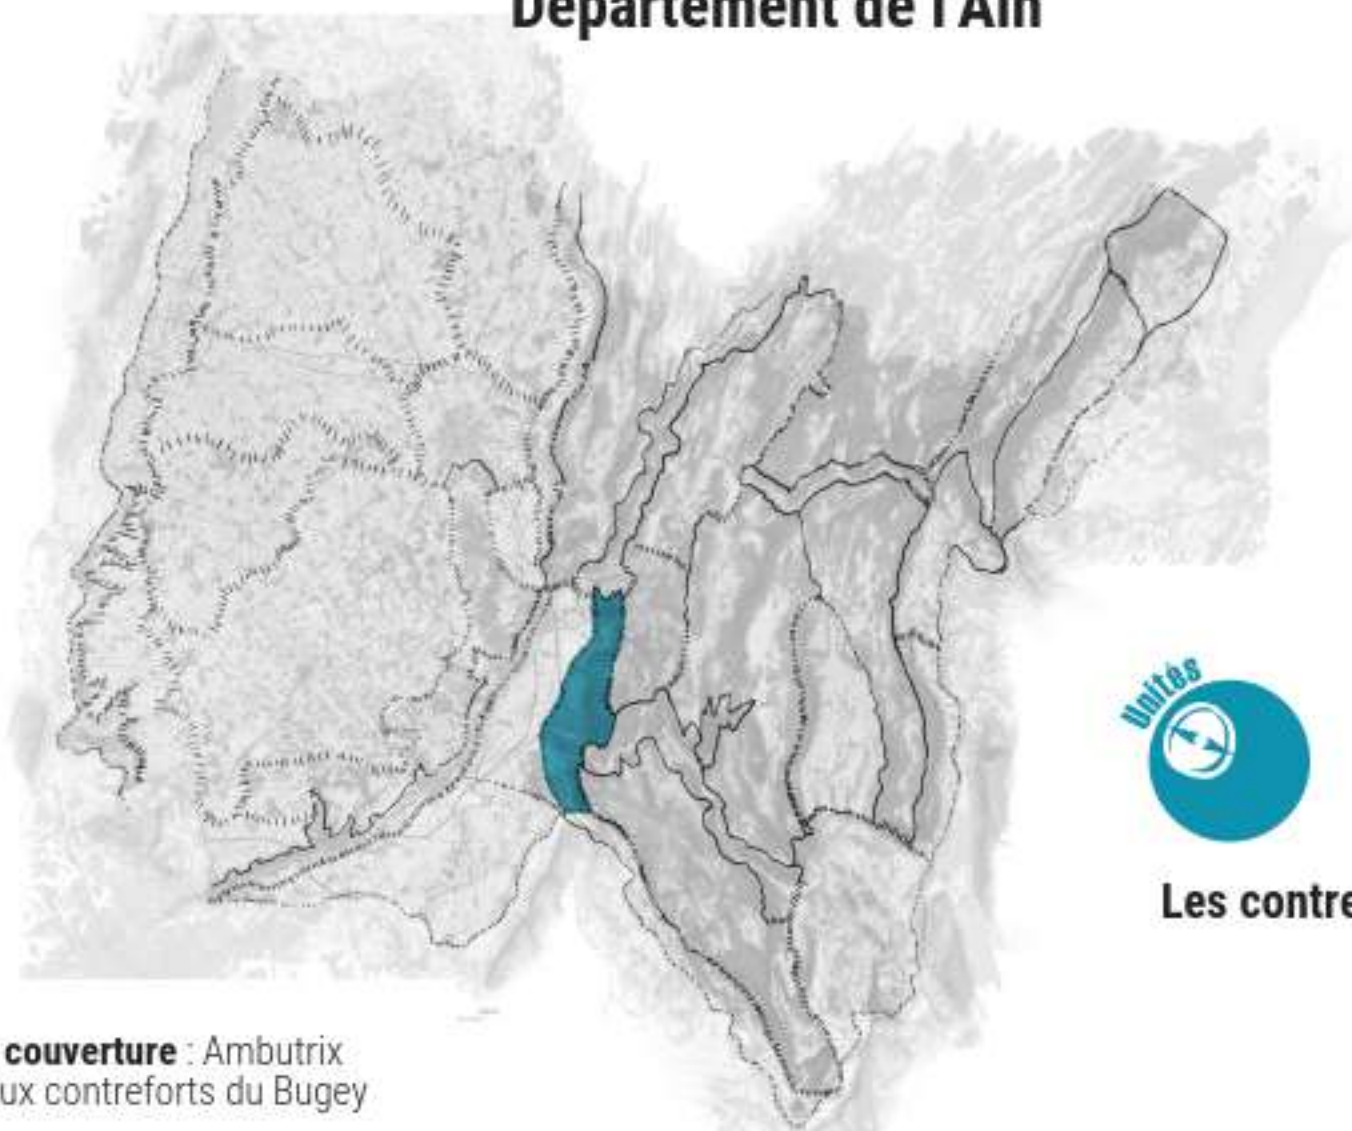 Département de l'Ain
Unités
Les contre
couverture : Ambutrix
ux contreforts du Bugey